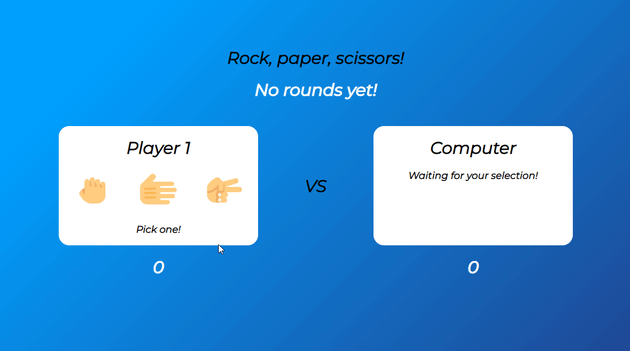 Rock, paper, scissors!
No rounds yet!
Player 1
Pick one!
0
VS
Computer
Waiting for your selection!
0